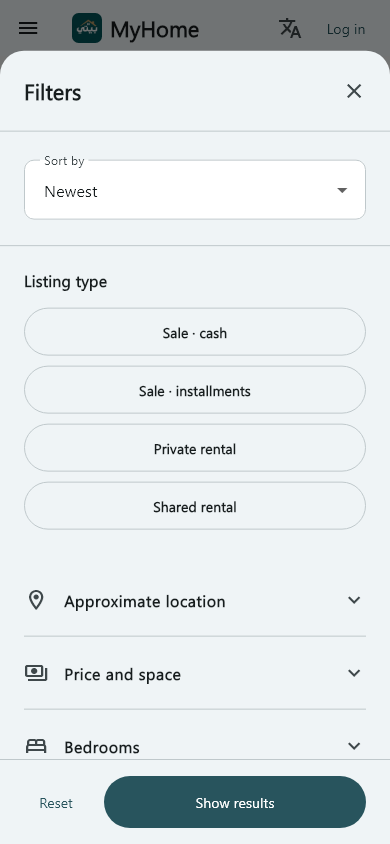 MyHome
Log in
Filters
Sort by
Newest
Listing type
Sale · cash
Sale · installments
Private rental
Shared rental
Approximate location
Price and space
Bedrooms
Reset
Show results